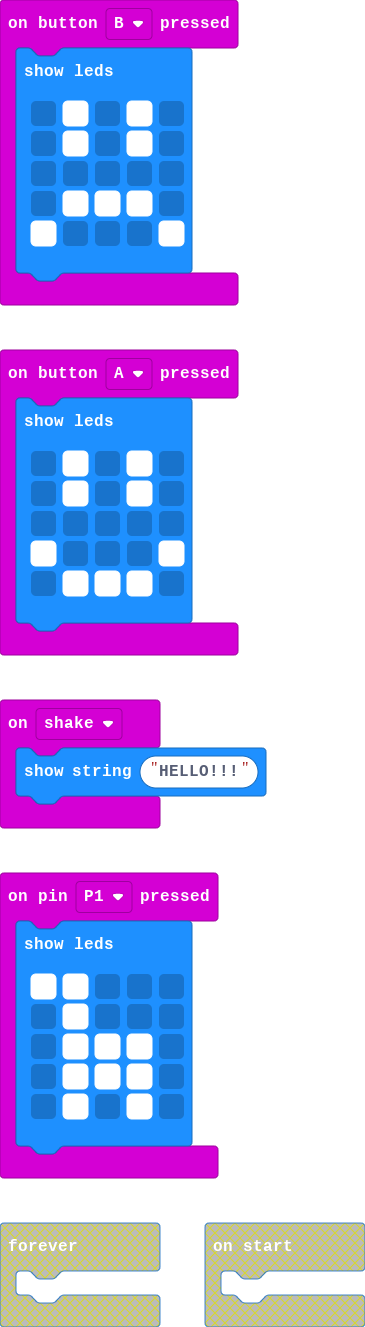 on button B pressed
show leds
on button A pressed
show leds
on shake
show string "HELLO!!!"
on pin P1 pressed
show leds
forever on start